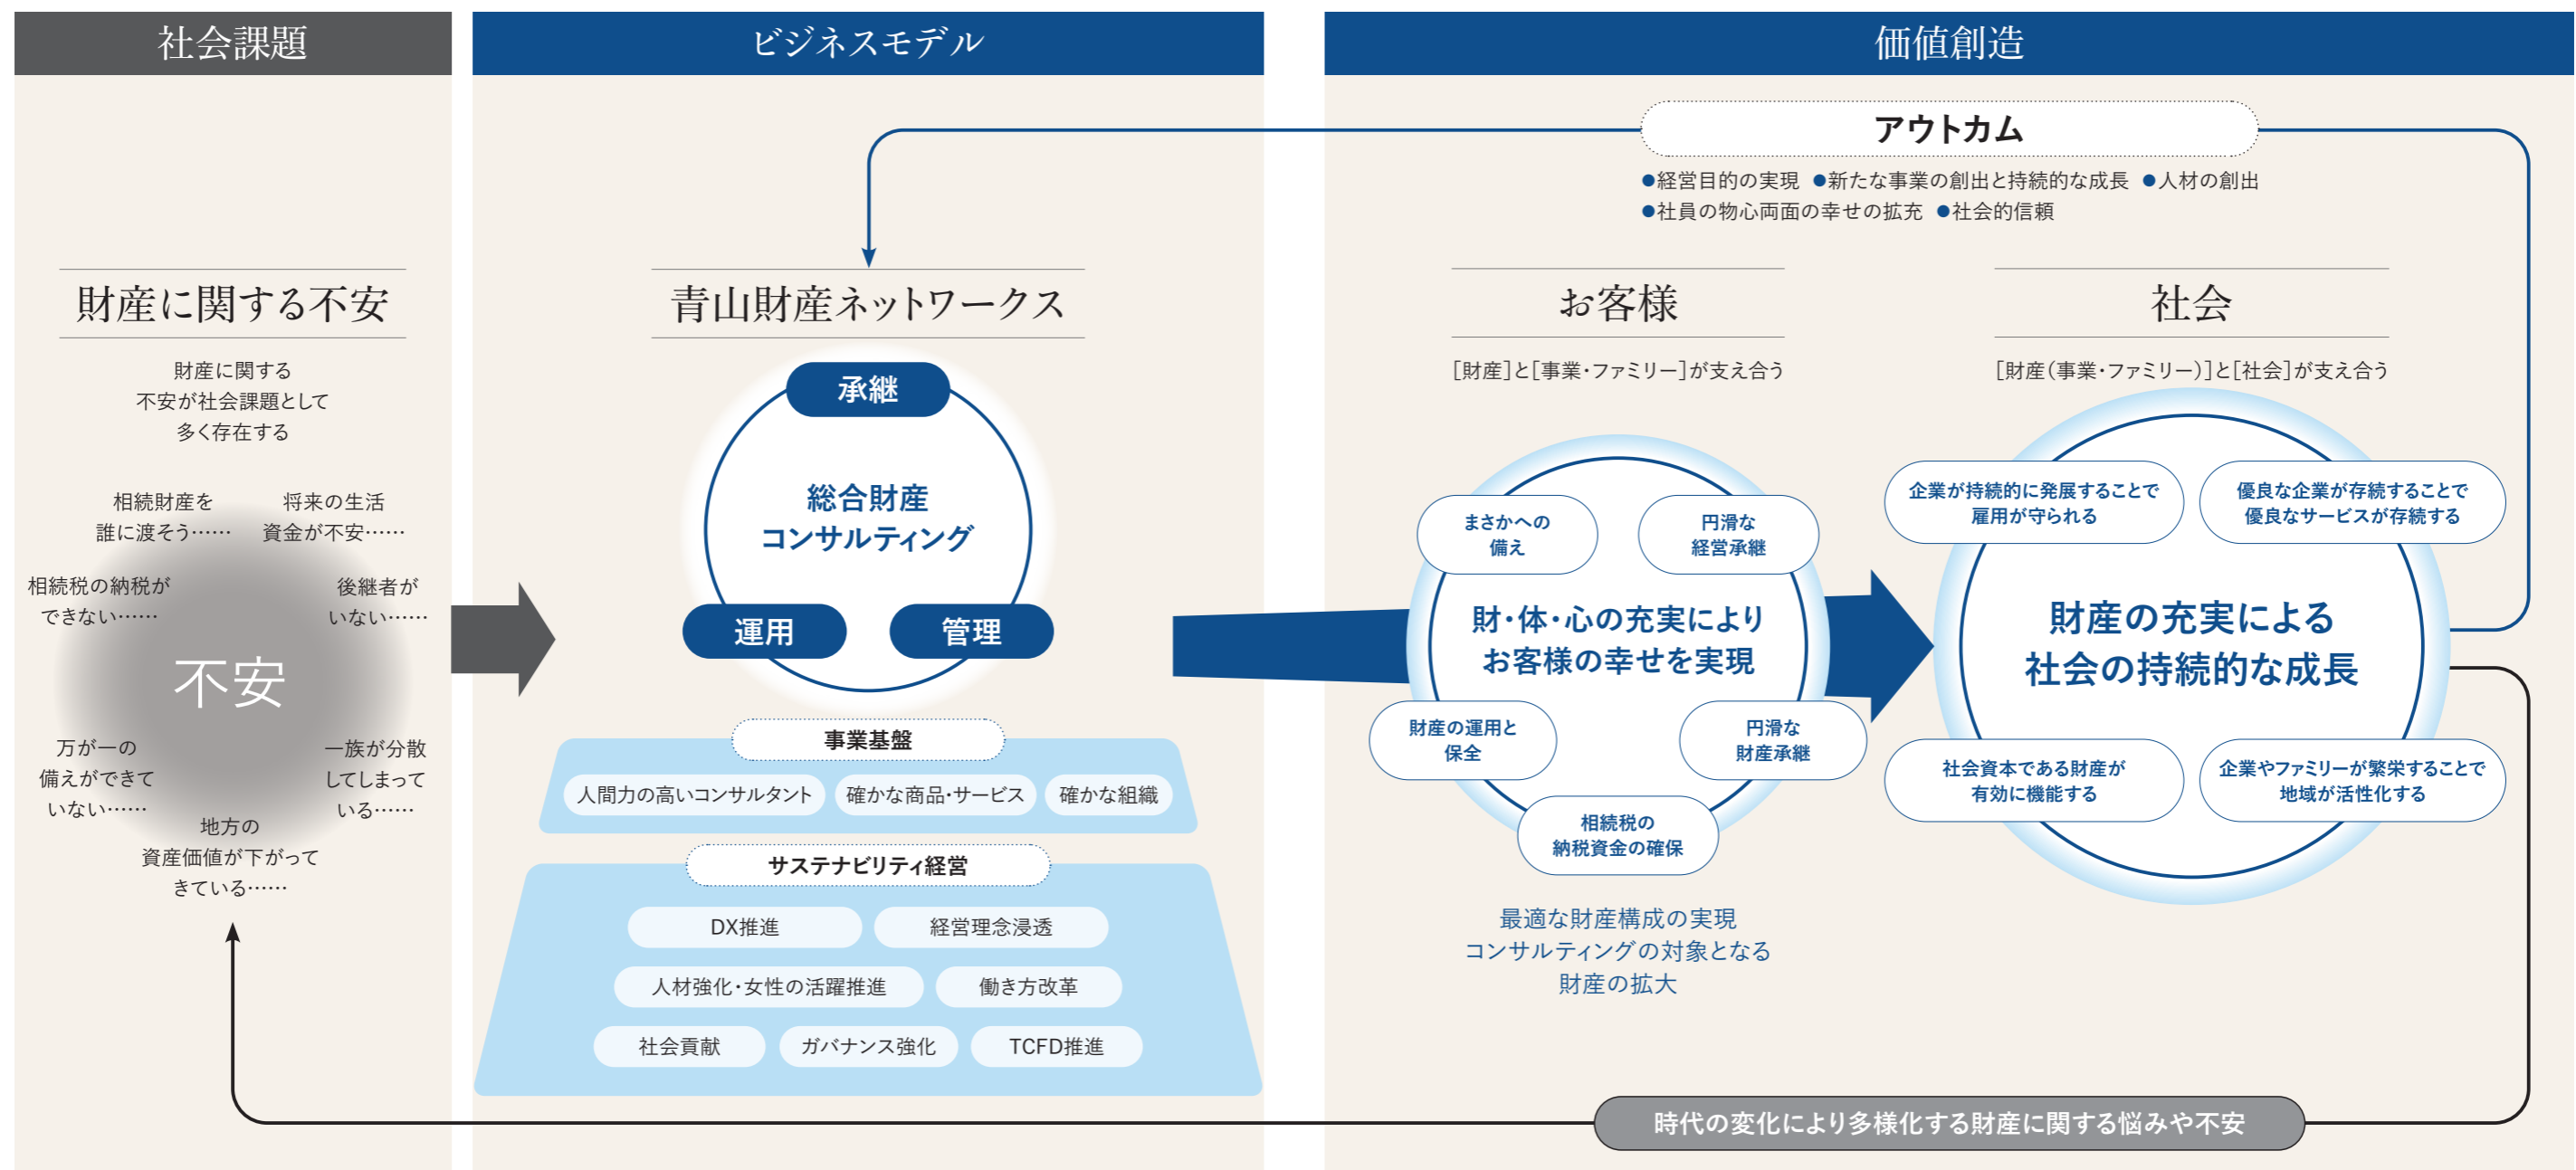 社会課題
財産に関する不安
財産に関する
不安が社会課題として
多く存在する
相続財産を
誰に渡そう……
将来の生活
資金が不安……
相続税の納税が
できない……
後継者が
いない……
不安
万が一の
備えができて
いない……
一族が分散
してしまって
いる……
地方の
資産価値が下がって
きている……
ビジネスモデル
青山財産ネットワークス
承継
総合財産
コンサルティング
運用
管理
事業基盤
人間力の高いコンサルタント
確かな商品・サービス
確かな組織
サステナビリティ経営
DX推進
経営理念浸透
人材強化・女性の活躍推進
働き方改革
社会貢献
ガバナンス強化
TCFD推進
価値創造
アウトカム
●経営目的の実現 ●新たな事業の創出と持続的な成長 ●人材の創出
●社員の物心両面の幸せの拡充 ●社会的信頼
お客様
［財産］と［事業・ファミリー］が支え合う
まさかへの
備え
円滑な
経営承継
財・体・心の充実により
お客様の幸せを実現
財産の運用と
保全
円滑な
財産承継
相続税の
納税資金の確保
最適な財産構成の実現
コンサルティングの対象となる
財産の拡大
社会
［財産（事業・ファミリー）］と［社会］が支え合う
企業が持続的に発展することで
雇用が守られる
優良な企業が存続することで
優良なサービスが存続する
財産の充実による
社会の持続的な成長
社会資本である財産が
有効に機能する
企業やファミリーが繁栄することで
地域が活性化する
時代の変化により多様化する財産に関する悩みや不安